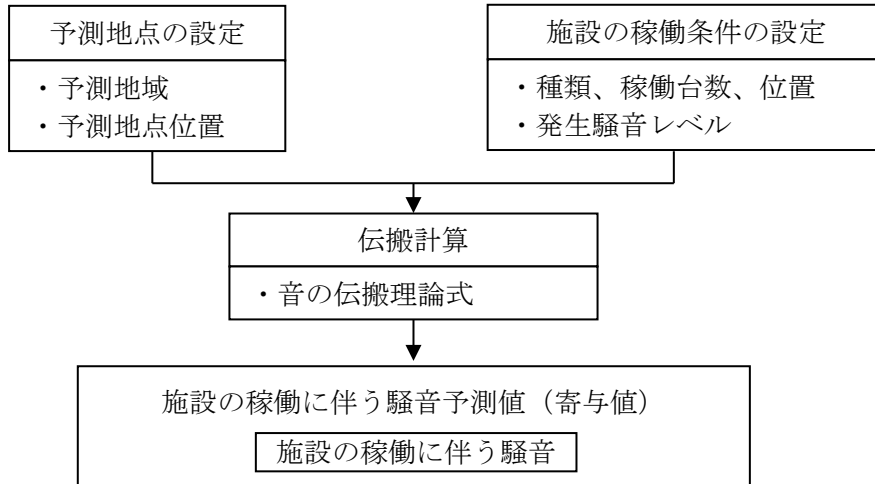 予測地点の設定
・予測地域
・予測地点位置
施設の稼働条件の設定
・種類、稼働台数、位置
・発生騒音レベル
伝搬計算
・音の伝搬理論式
施設の稼働に伴う騒音予測値（寄与値）
施設の稼働に伴う騒音